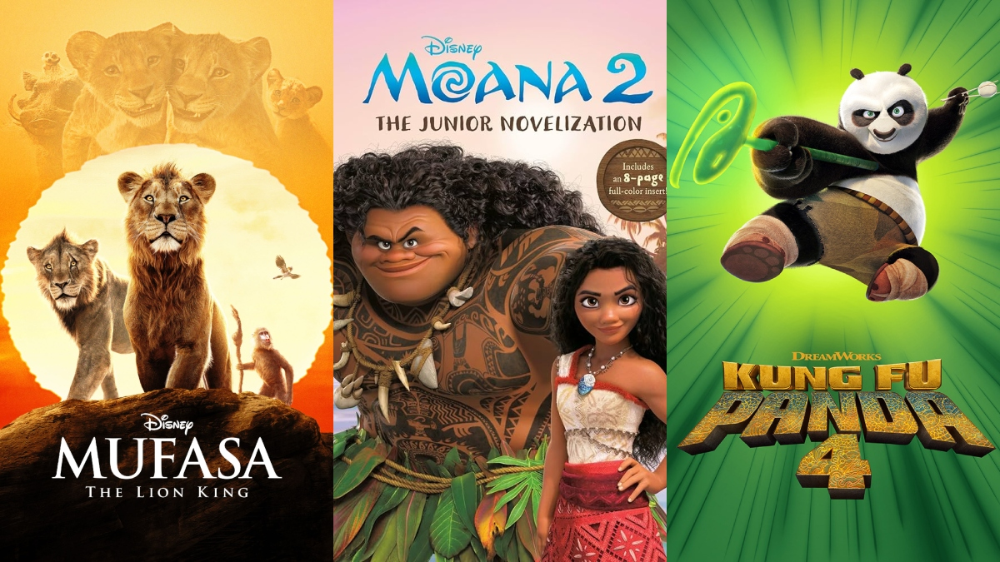 Disney
MUFASA
THE LION KING
Disney
MOANA 2
THE JUNIOR NOVELIZATION
Includes
an 8-page
full-color insert!
DREAMWORKS
KUNG FU
PANDA
4